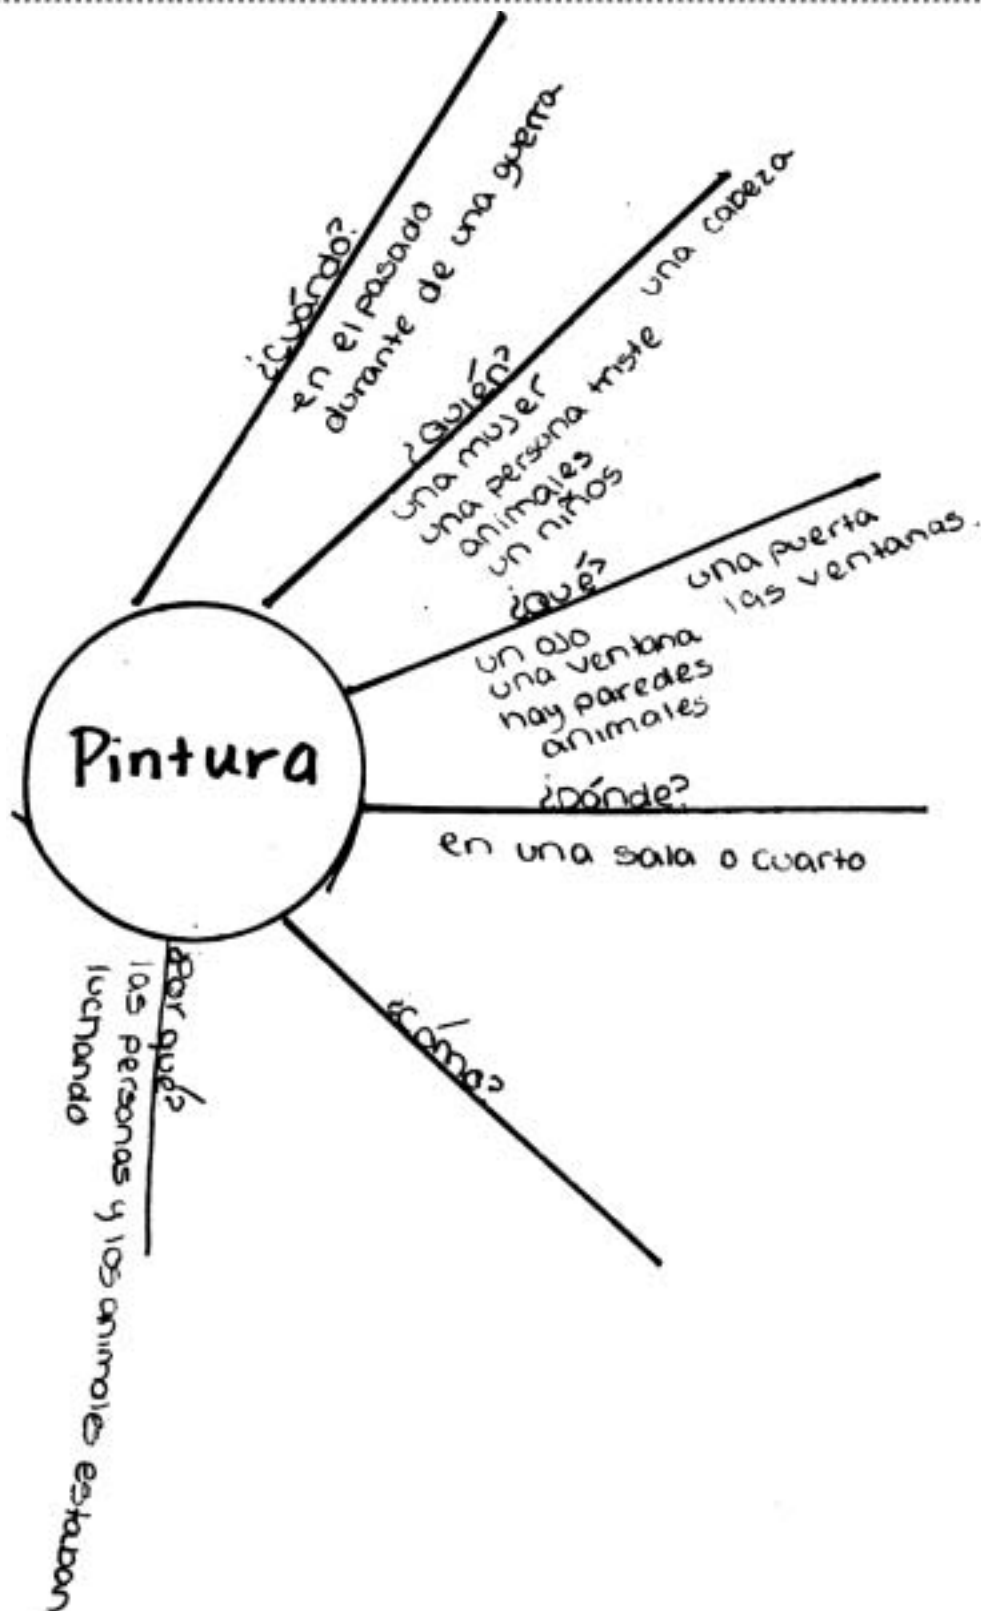 Pintura
¿Cuándo?
en el pasado
durante de una guerra
¿Quién?
una mujer
una persona triste
animales
un niños
una cabeza
¿Qué?
un ojo
una ventana
hay paredes
animales
una puerta
las ventanas.
¿Dónde?
en una sala o cuarto
¿Cómo?
¿Por qué?
las personas y los animales estaban
luchando